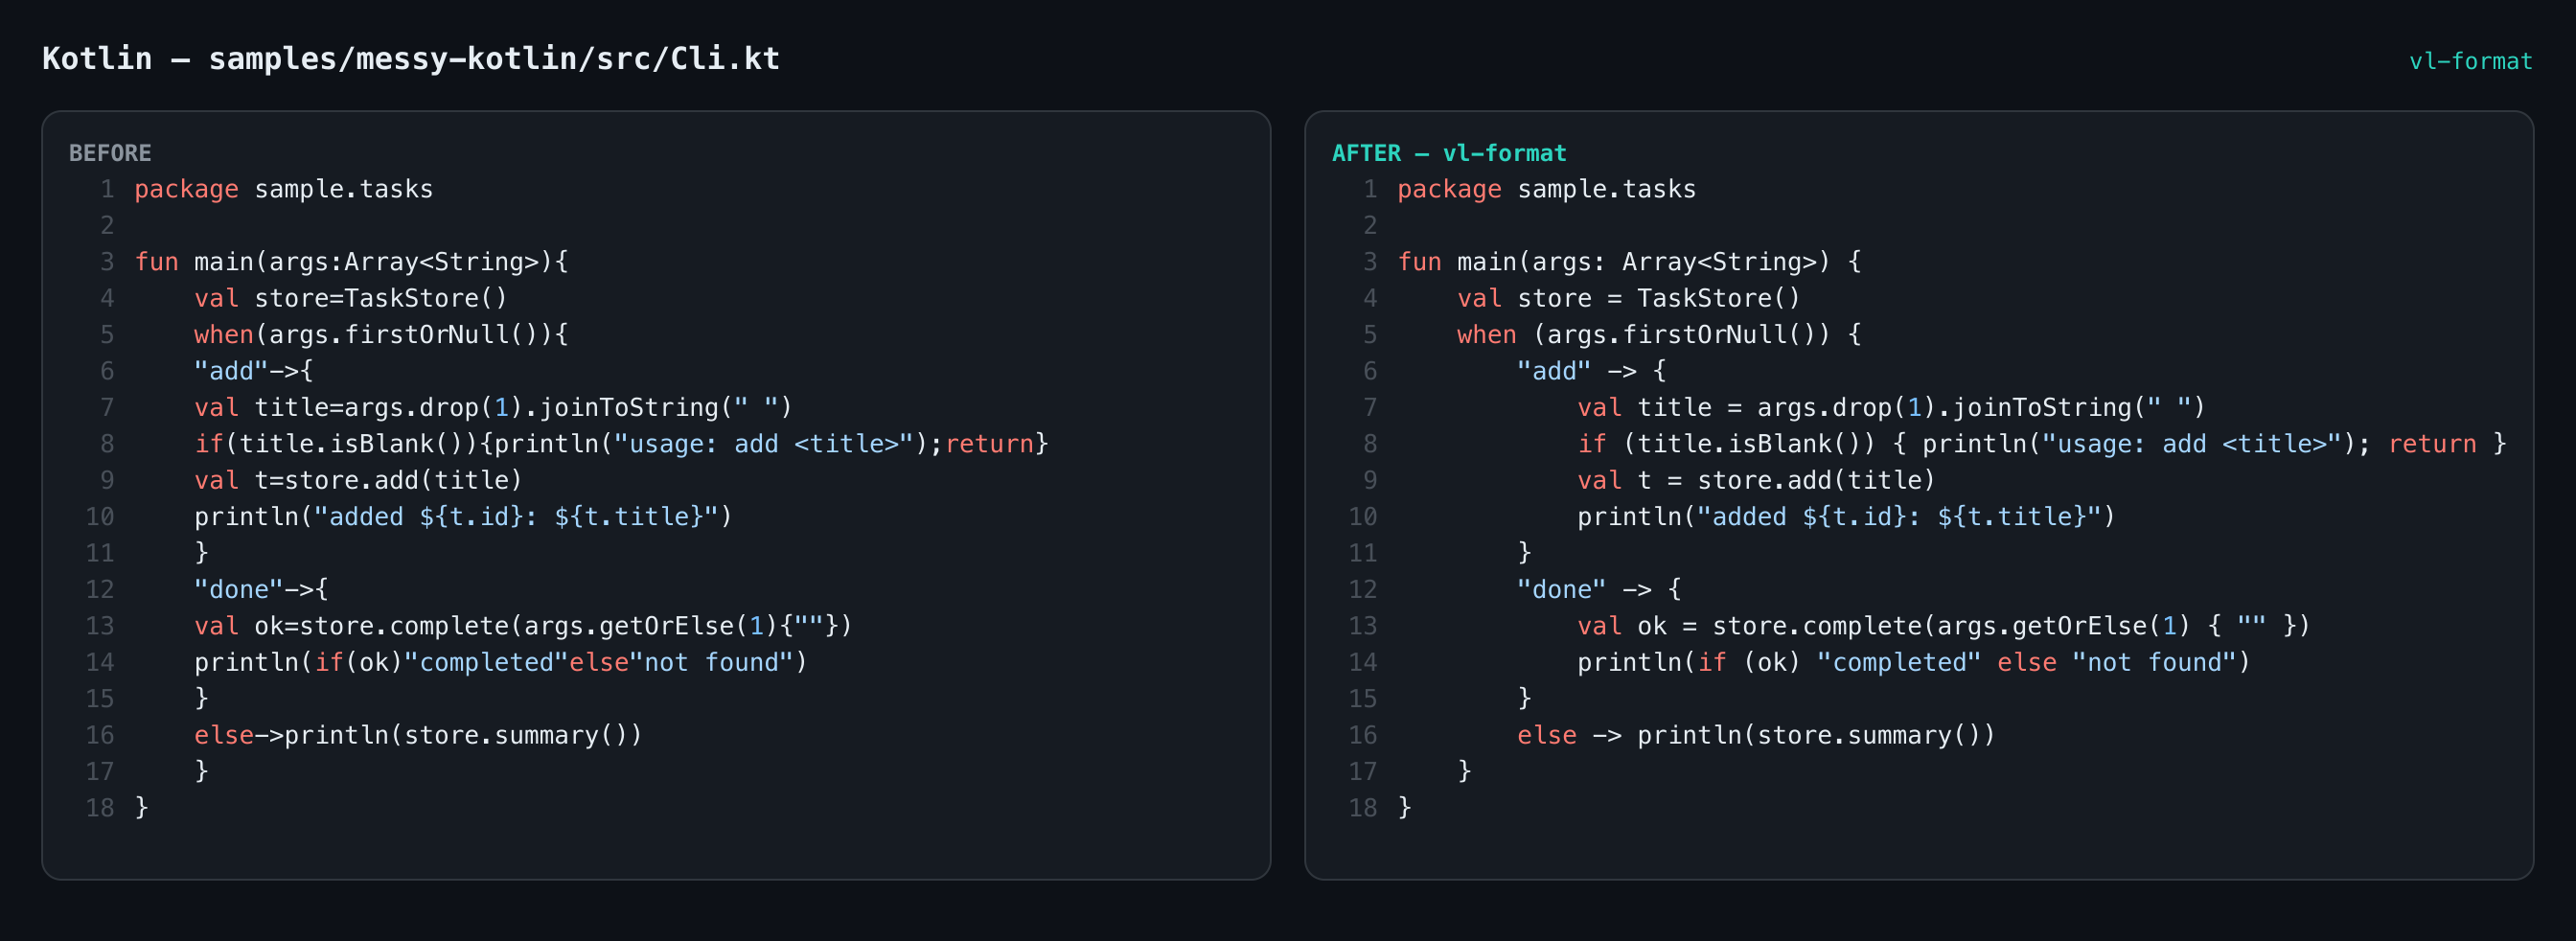 Kotlin — samples/messy-kotlin/src/Cli.kt
vl-format
BEFORE
1 package sample.tasks
2
3 fun main(args:Array<String>){
4     val store=TaskStore()
5     when(args.firstOrNull()){
6     "add"->{
7     val title=args.drop(1).joinToString(" ")
8     if(title.isBlank()){println("usage: add <title>");return}
9     val t=store.add(title)
10     println("added ${t.id}: ${t.title}")
11     }
12     "done"->{
13     val ok=store.complete(args.getOrElse(1){""})
14     println(if(ok)"completed"else"not found")
15     }
16     else->println(store.summary())
17     }
18 }
AFTER — vl-format
1 package sample.tasks
2
3 fun main(args: Array<String>) {
4     val store = TaskStore()
5     when (args.firstOrNull()) {
6         "add" -> {
7             val title = args.drop(1).joinToString(" ")
8             if (title.isBlank()) { println("usage: add <title>"); return }
9             val t = store.add(title)
10             println("added ${t.id}: ${t.title}")
11         }
12         "done" -> {
13             val ok = store.complete(args.getOrElse(1) { "" })
14             println(if (ok) "completed" else "not found")
15         }
16         else -> println(store.summary())
17     }
18 }